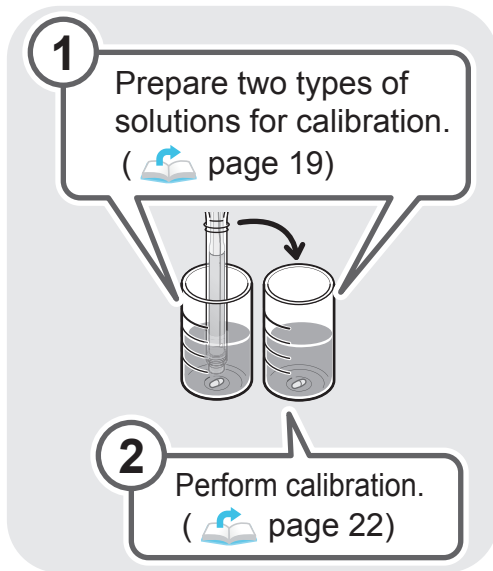 1
Prepare two types of
solutions for calibration.
( page 19)
2
Perform calibration.
( page 22)